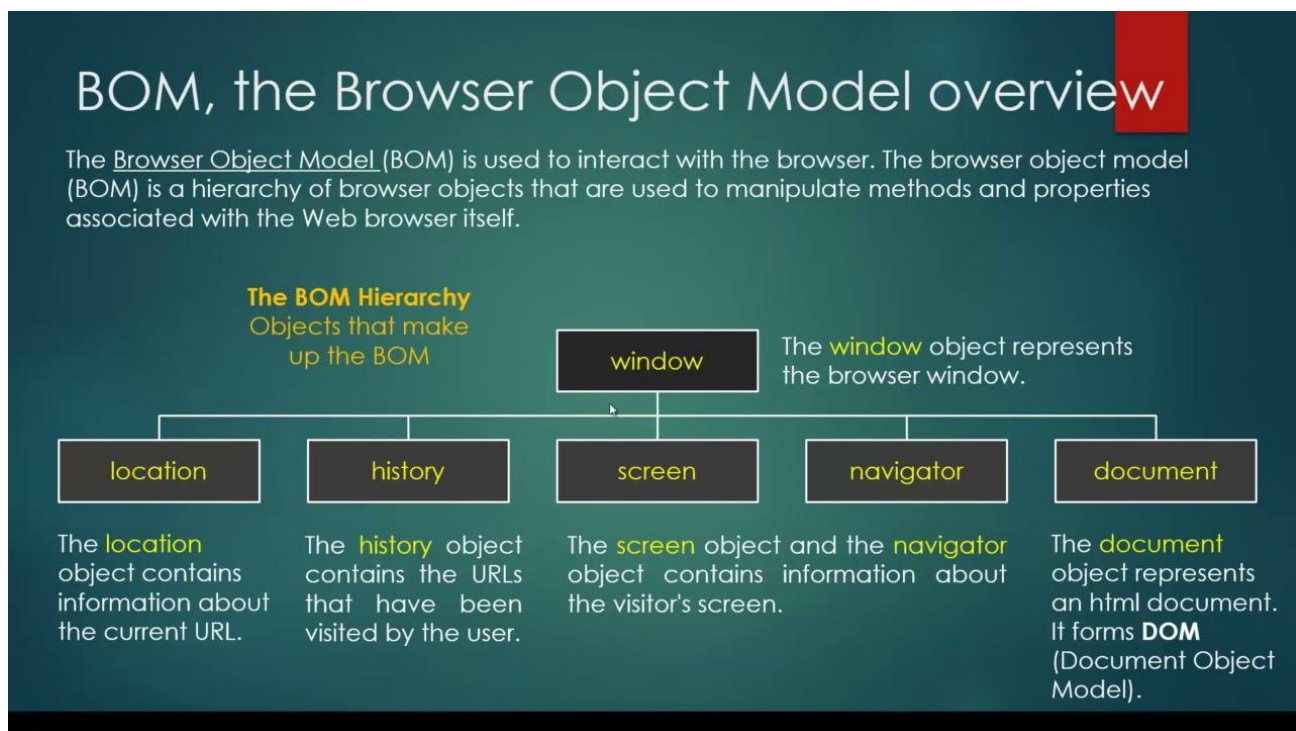 BOM, the Browser Object Model overview
The Browser Object Model (BOM) is used to interact with the browser. The browser object model
(BOM) is a hierarchy of browser objects that are used to manipulate methods and properties
associated with the Web browser itself.
The BOM Hierarchy
Objects that make
up the BOM
window
The window object represents
the browser window.
location
history
screen
navigator
document
The location
object contains
information about
the current URL.
The history object
contains the URLs
that have been
visited by the user.
The screen object and the navigator
object contains information about
the visitor's screen.
The document
object represents
an html document.
It forms DOM
(Document Object
Model).